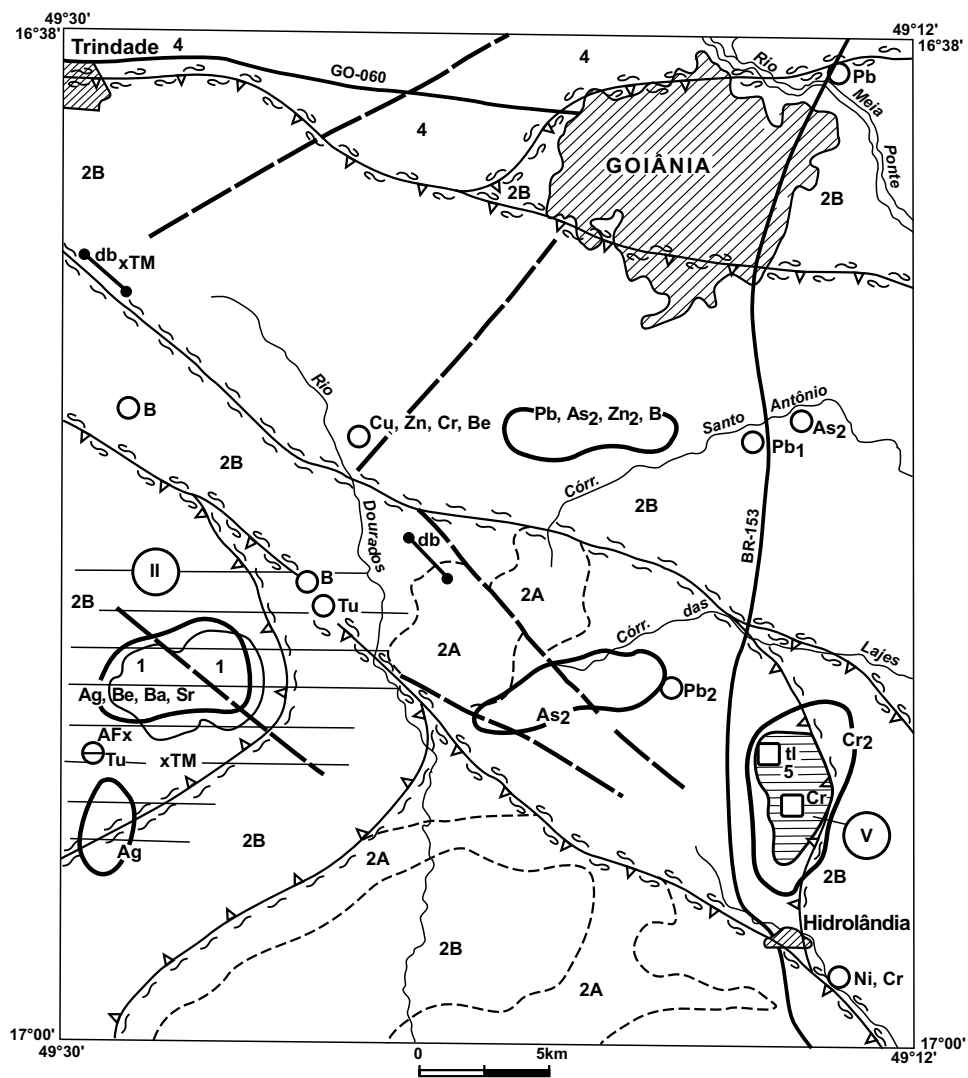 49°30'
49°12'
16°38'
16°38'
Trindade
4
GO-060
4
Rio
Meia
Ponte
Pb
4
GOIÂNIA
2B
2B
2B
db
xTM
Rio
Dourados
B
Cu, Zn, Cr, Be
Pb, As2, Zn2, B
Córr. Santo Antônio
As2
Pb1
2B
2B
BR-153
db
II
B
2A
2B
Tu
2A
Córr. das Lajes
1
1
Ag, Be, Ba, Sr
Pb2
As2
AFx
Tu
xTM
Cr2
tl
5
Cr
V
Ag
2B
2A
2B
Hidrolândia
2B
Ni, Cr
2A
17°00'
17°00'
49°30'
49°12'
0
5km